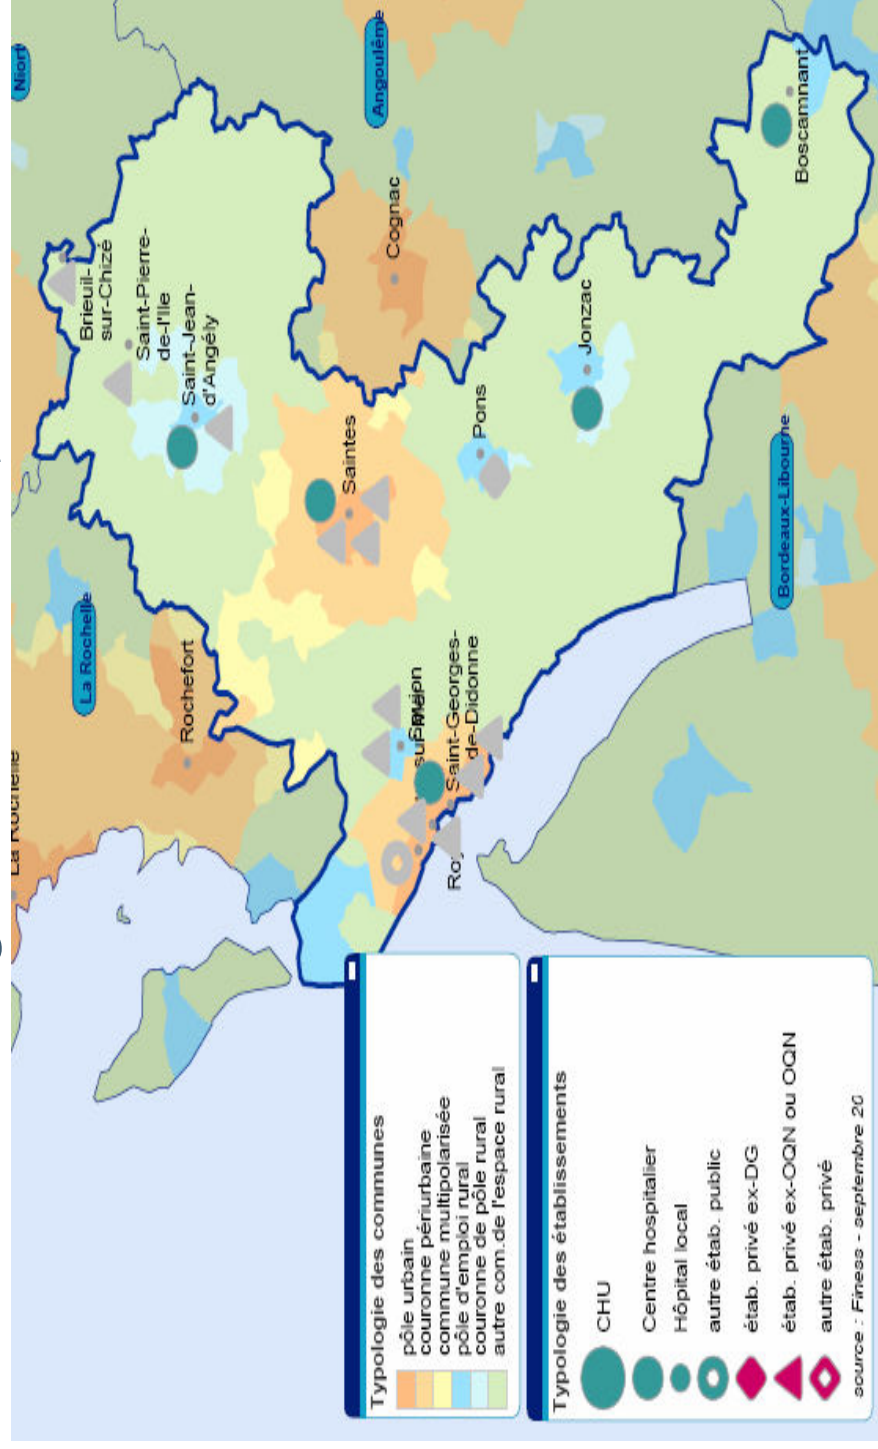 Niort
Angoulême
Brieuil-
sur-Chizé
Saint-Pierre-
de-l'Ile
Saint-Jean-
d'Angély
Cognac
Boscamnant
Saintes
Pons
Jonzac
La Rochelle
Rochefort
Bordeaux-Libourne
La Rochelle
Saujon
Saint-Georges-
de-Didonne
Typologie des communes
pôle urbain
couronne périurbaine
commune multipolarisée
pôle d'emploi rural
couronne de pôle rural
autre com.de l'espace rural
Typologie des établissements
CHU
Centre hospitalier
Hôpital local
autre étab. public
étab. privé ex-DG
étab. privé ex-OQN ou OQN
autre étab. privé
source : Finess - septembre 20